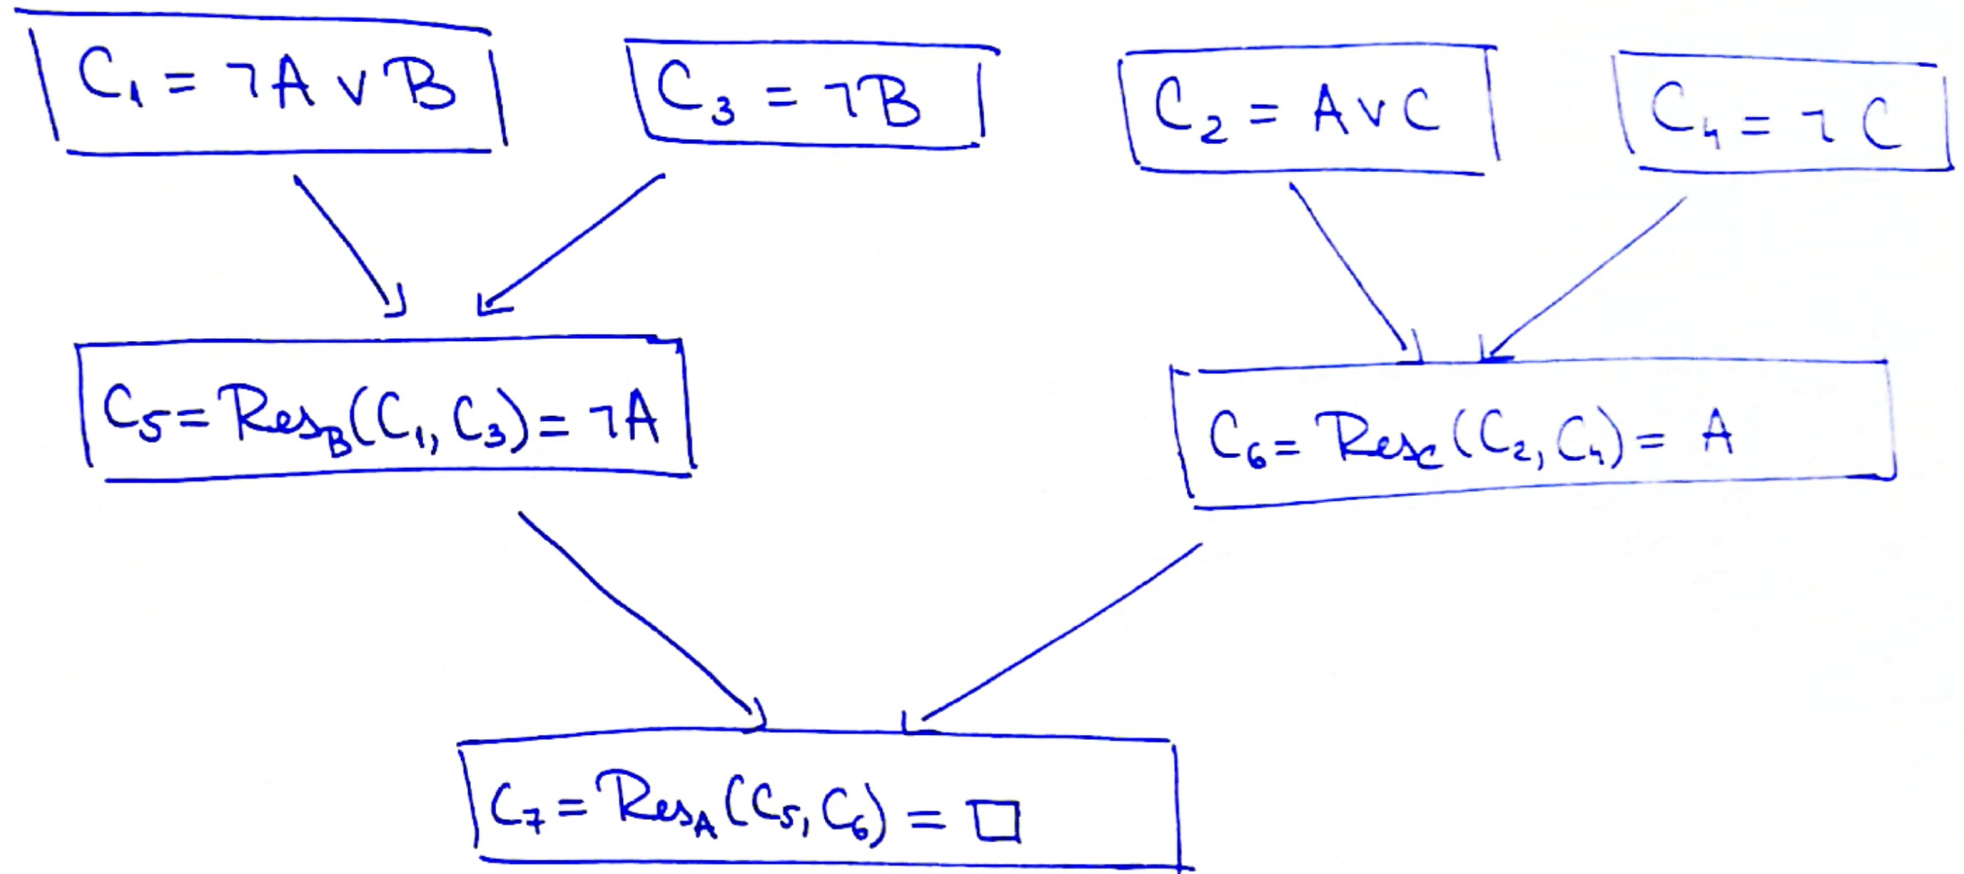 C₁ = ¬A ∨ B
C₃ = ¬B
C₂ = A ∨ C
C₄ = ¬C
C₅ = Res_B(C₁, C₃) = ¬A
C₆ = Res_C(C₂, C₄) = A
C₇ = Res_A(C₅, C₆) = □